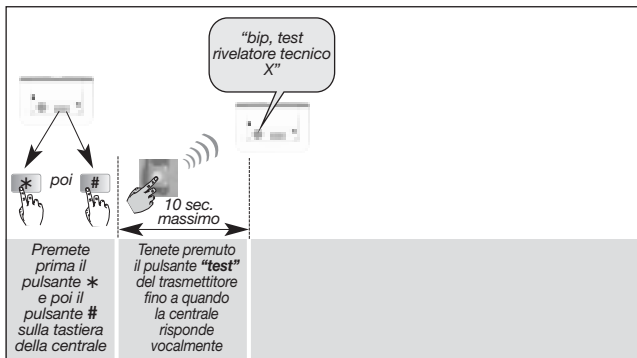 “bip, test
rivelatore tecnico
X”
* poi #
10 sec.
massimo
Premete
prima il
pulsante *
e poi il
pulsante #
sulla tastiera
della centrale
Tenete premuto
il pulsante “test”
del trasmettitore
fino a quando
la centrale
risponde
vocalmente